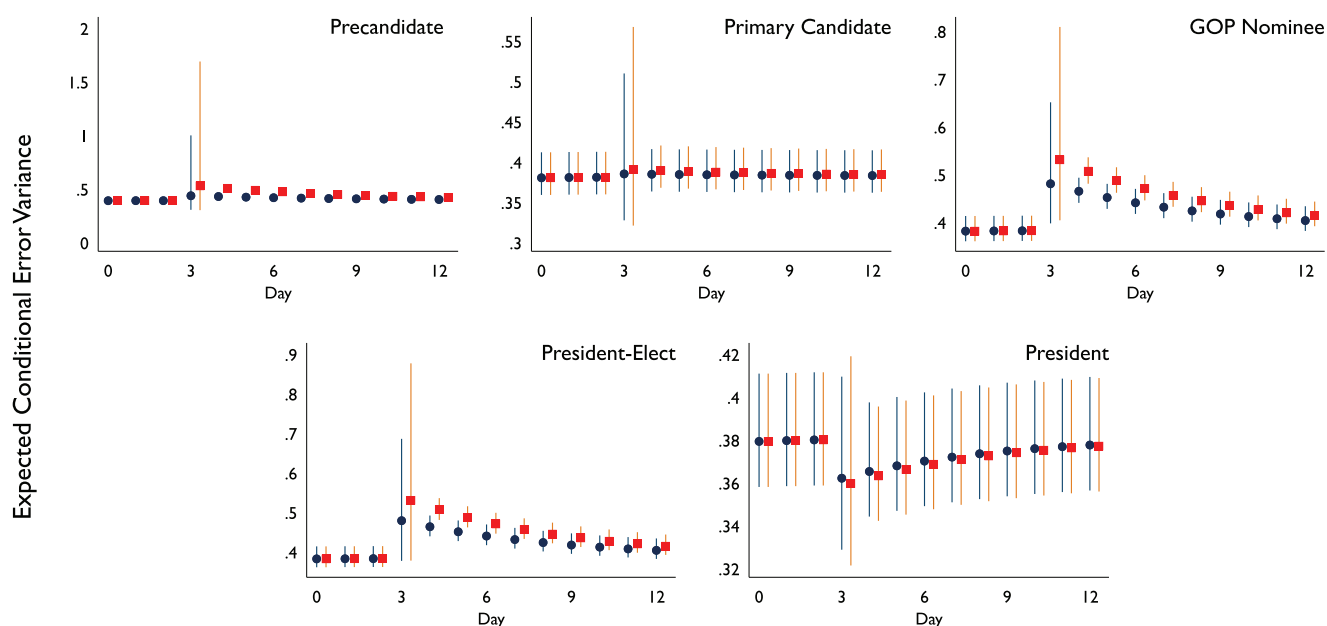 Expected Conditional Error Variance
Precandidate
2
1.5
1
.5
0
0 3 6 9 12
Day
Primary Candidate
.55
.5
.45
.4
.35
.3
0 3 6 9 12
Day
GOP Nominee
.8
.7
.6
.5
.4
0 3 6 9 12
Day
President-Elect
.9
.8
.7
.6
.5
.4
0 3 6 9 12
Day
President
.42
.4
.38
.36
.34
.32
0 3 6 9 12
Day